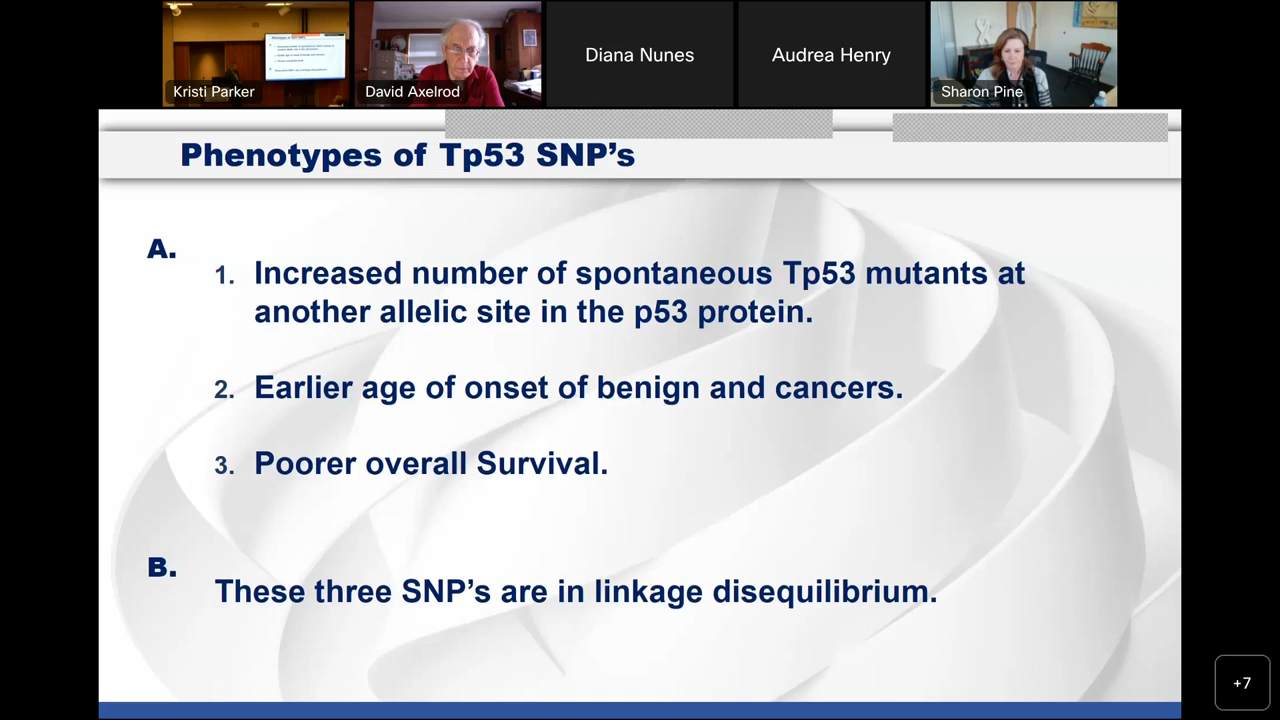 Kristi Parker
David Axelrod
Diana Nunes
Audrea Henry
Sharon Pine
Phenotypes of Tp53 SNP’s
A.
1. Increased number of spontaneous Tp53 mutants at
another allelic site in the p53 protein.
2. Earlier age of onset of benign and cancers.
3. Poorer overall Survival.
B.
These three SNP’s are in linkage disequilibrium.
+7